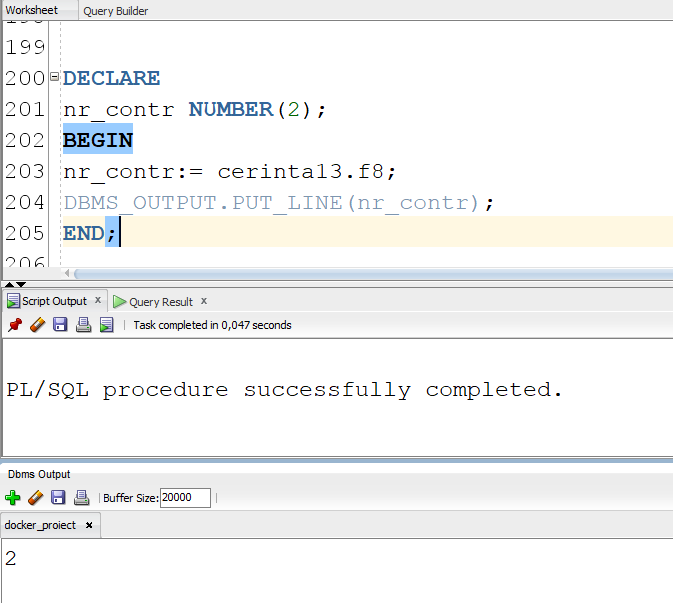 Worksheet Query Builder
198
199
200 DECLARE
201 nr_contr NUMBER(2);
202 BEGIN
203 nr_contr:= cerinta13.f8;
204 DBMS_OUTPUT.PUT_LINE(nr_contr);
205 END;
206
Script Output x Query Result x
Task completed in 0,047 seconds
PL/SQL procedure successfully completed.
Dbms Output
Buffer Size: 20000
docker_proiect x
2